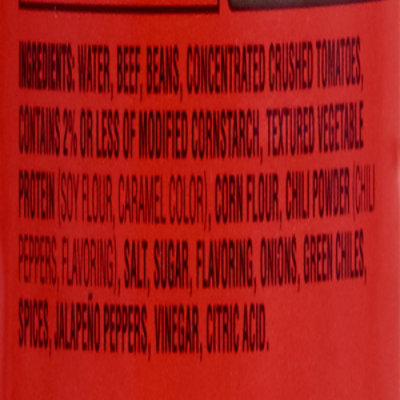 INGREDIENTS: WATER, BEEF, BEANS, CONCENTRATED CRUSHED TOMATOES,
CONTAINS 2% OR LESS OF MODIFIED CORNSTARCH, TEXTURED VEGETABLE
PROTEIN (SOY FLOUR, CARAMEL COLOR), CORN FLOUR, CHILI POWDER (CHILI
PEPPERS, FLAVORING), SALT, SUGAR, FLAVORING, ONIONS, GREEN CHILES,
SPICES, JALAPEÑO PEPPERS, VINEGAR, CITRIC ACID.